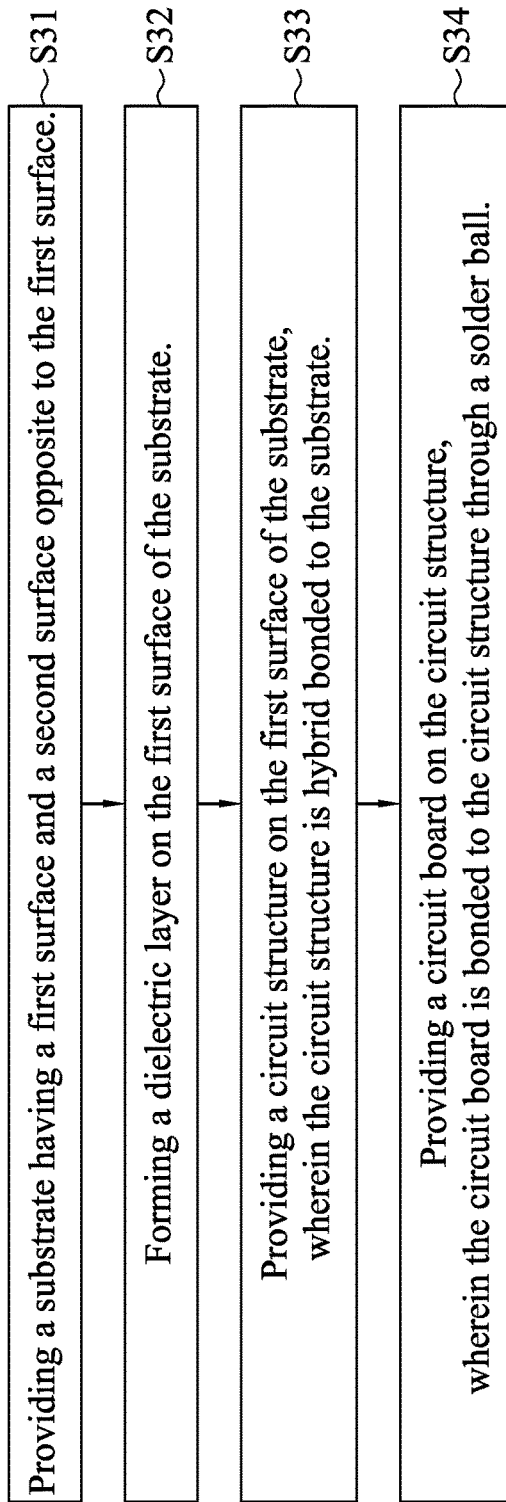 Providing a substrate having a first surface and a second surface opposite to the first surface.
~S31
Forming a dielectric layer on the first surface of the substrate.
~S32
Providing a circuit structure on the first surface of the substrate,
wherein the circuit structure is hybrid bonded to the substrate.
~S33
Providing a circuit board on the circuit structure,
wherein the circuit board is bonded to the circuit structure through a solder ball.
~S34